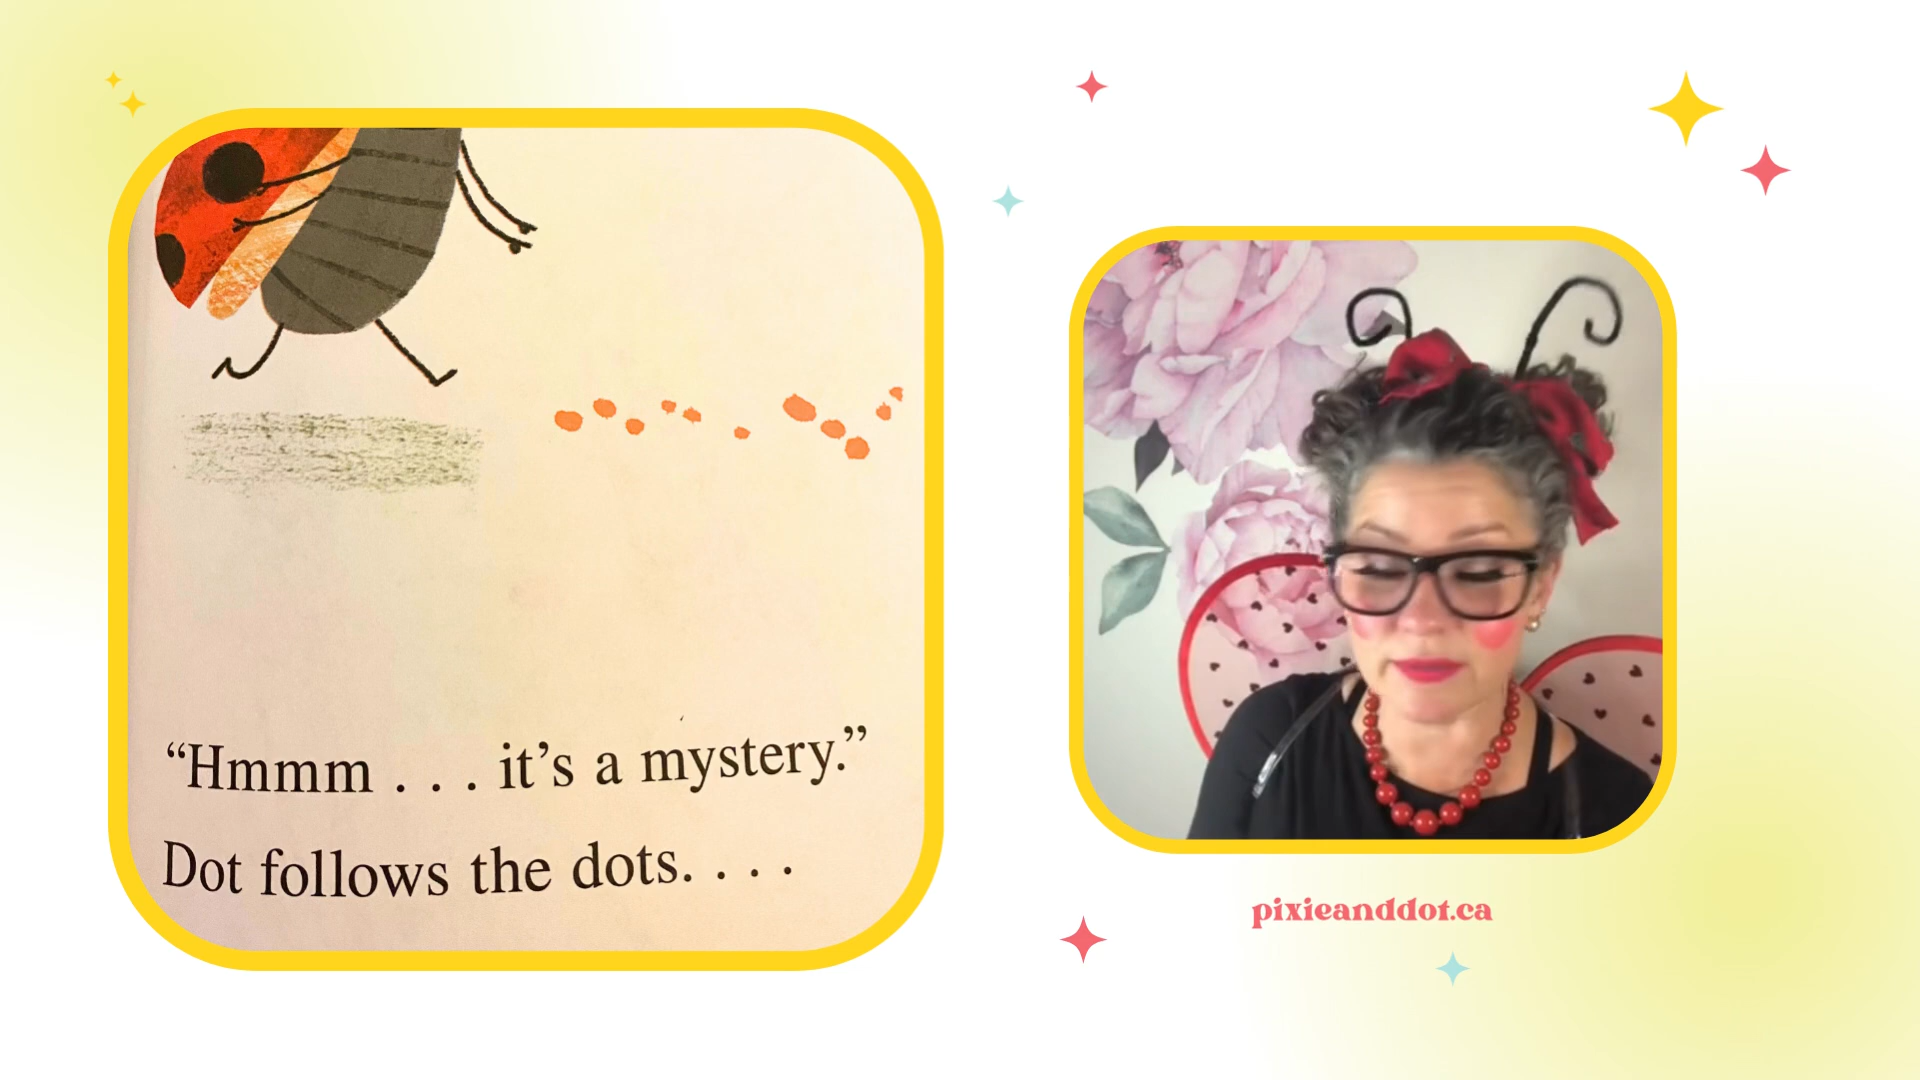 “Hmmm . . . it’s a mystery.”
Dot follows the dots. . . .
pixieanddot.ca